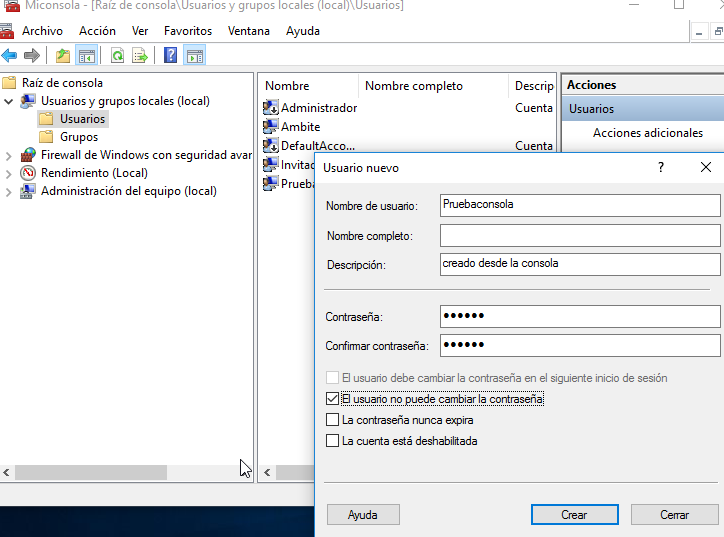 Miconsola - [Raíz de consola\Usuarios y grupos locales (local)\Usuarios]
Archivo Acción Ver Favoritos Ventana Ayuda
Raíz de consola
Usuarios y grupos locales (local)
Usuarios
Grupos
Firewall de Windows con seguridad avan
Rendimiento (Local)
Administración del equipo (local)
Nombre Nombre completo Descrip
Administrador Cuenta
Ambite
DefaultAcco... Cuenta
Invitad
Prueba
Acciones
Usuarios
Acciones adicionales
Usuario nuevo
Nombre de usuario: Pruebaconsola
Nombre completo:
Descripción: creado desde la consola
Contraseña: ••••••
Confirmar contraseña: ••••••
El usuario debe cambiar la contraseña en el siguiente inicio de sesión
El usuario no puede cambiar la contraseña
La contraseña nunca expira
La cuenta está deshabilitada
Ayuda Crear Cerrar